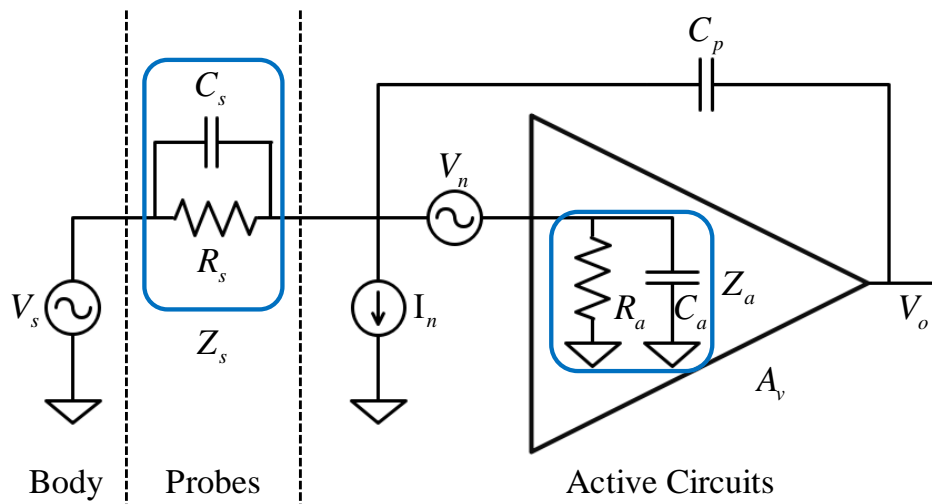 C_p
C_s
V_n
R_s
V_s
I_n
R_a
C_a
Z_a
V_o
Z_s
A_v
Body
Probes
Active Circuits